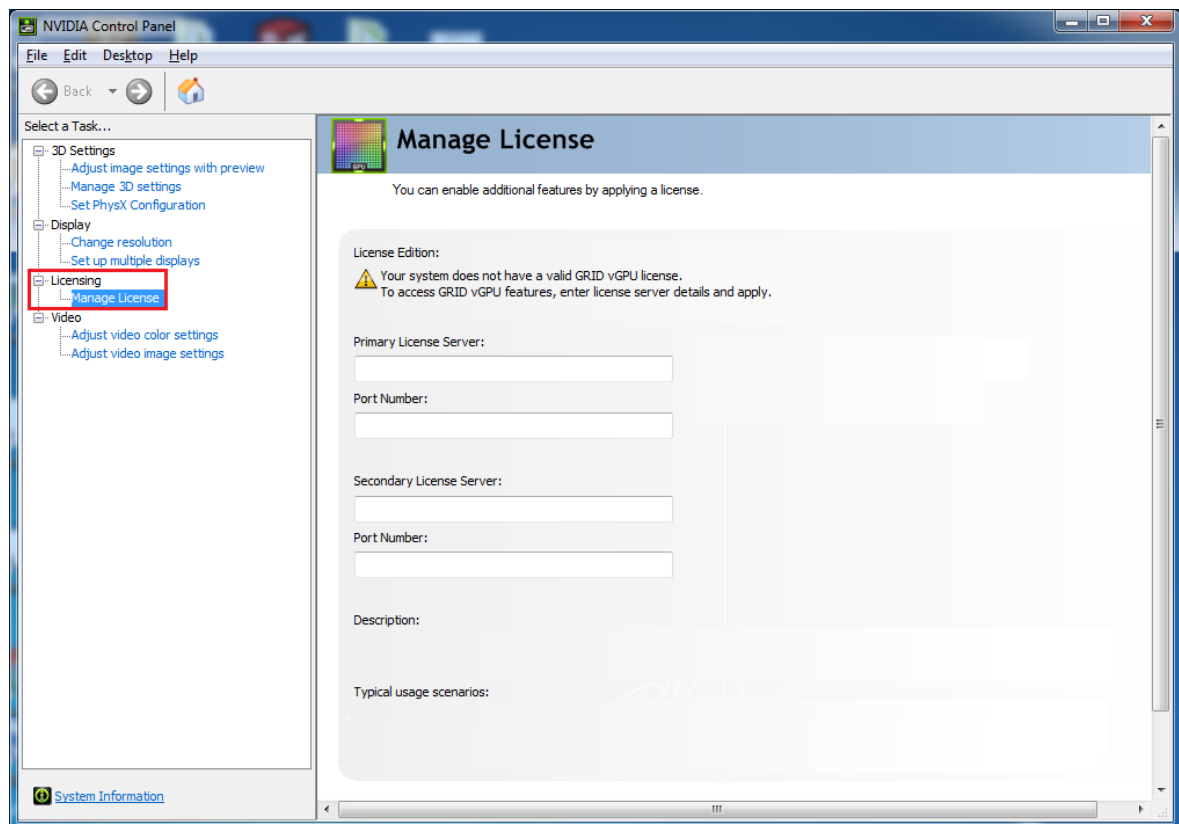 NVIDIA Control Panel
File Edit Desktop Help
Back
Select a Task...
3D Settings
Adjust image settings with preview
Manage 3D settings
Set PhysX Configuration
Display
Change resolution
Set up multiple displays
Licensing
Manage License
Video
Adjust video color settings
Adjust video image settings
System Information
GPU
Manage License
You can enable additional features by applying a license.
License Edition:
Your system does not have a valid GRID vGPU license.
To access GRID vGPU features, enter license server details and apply.
Primary License Server:
Port Number:
Secondary License Server:
Port Number:
Description:
Typical usage scenarios: